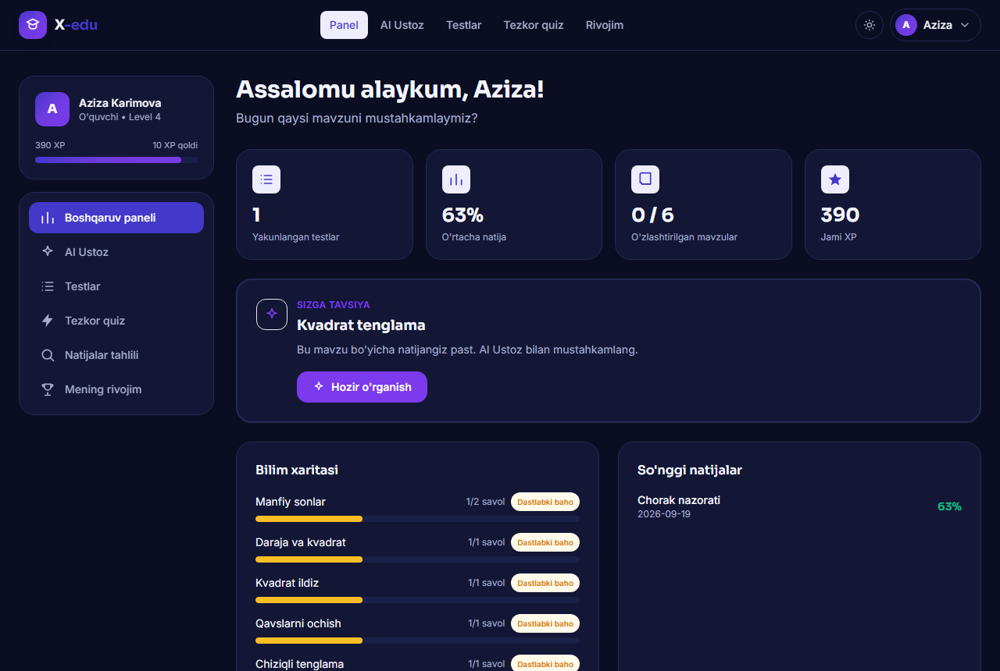 X-edu
Panel
AI Ustoz
Testlar
Tezkor quiz
Rivojim
A
Aziza
A
Aziza Karimova
O'quvchi • Level 4
390 XP
10 XP qoldi
Boshqaruv paneli
AI Ustoz
Testlar
Tezkor quiz
Natijalar tahlili
Mening rivojim
Assalomu alaykum, Aziza!
Bugun qaysi mavzuni mustahkamlaymiz?
1
Yakunlangan testlar
63%
O'rtacha natija
0 / 6
O'zlashtirilgan mavzular
390
Jami XP
SIZGA TAVSIYA
Kvadrat tenglama
Bu mavzu bo'yicha natijangiz past. AI Ustoz bilan mustahkamlang.
Hozir o'rganish
Bilim xaritasi
Manfiy sonlar 1/2 savol Dastlabki baho
Daraja va kvadrat 1/1 savol Dastlabki baho
Kvadrat ildiz 1/1 savol Dastlabki baho
Qavslarni ochish 1/1 savol Dastlabki baho
Chiziqli tenglama 1/1 savol Dastlabki baho
So'nggi natijalar
Chorak nazorati
2026-09-19
63%